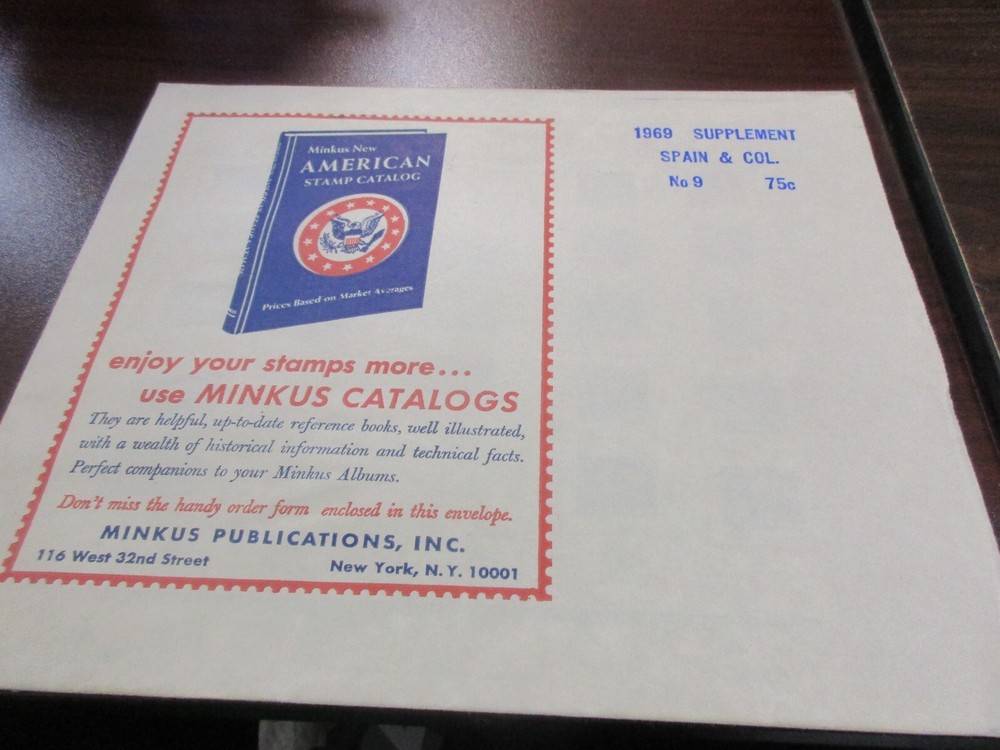 Minkus New
AMERICAN
STAMP CATALOG
Prices Based on Market Averages
enjoy your stamps more...
use MINKUS CATALOGS
They are helpful, up-to-date reference books, well illustrated,
with a wealth of historical information and technical facts.
Perfect companions to your Minkus Albums.
Don't miss the handy order form enclosed in this envelope.
MINKUS PUBLICATIONS, INC.
116 West 32nd Street New York, N.Y. 10001
1969 SUPPLEMENT
SPAIN & COL.
No 9 75c